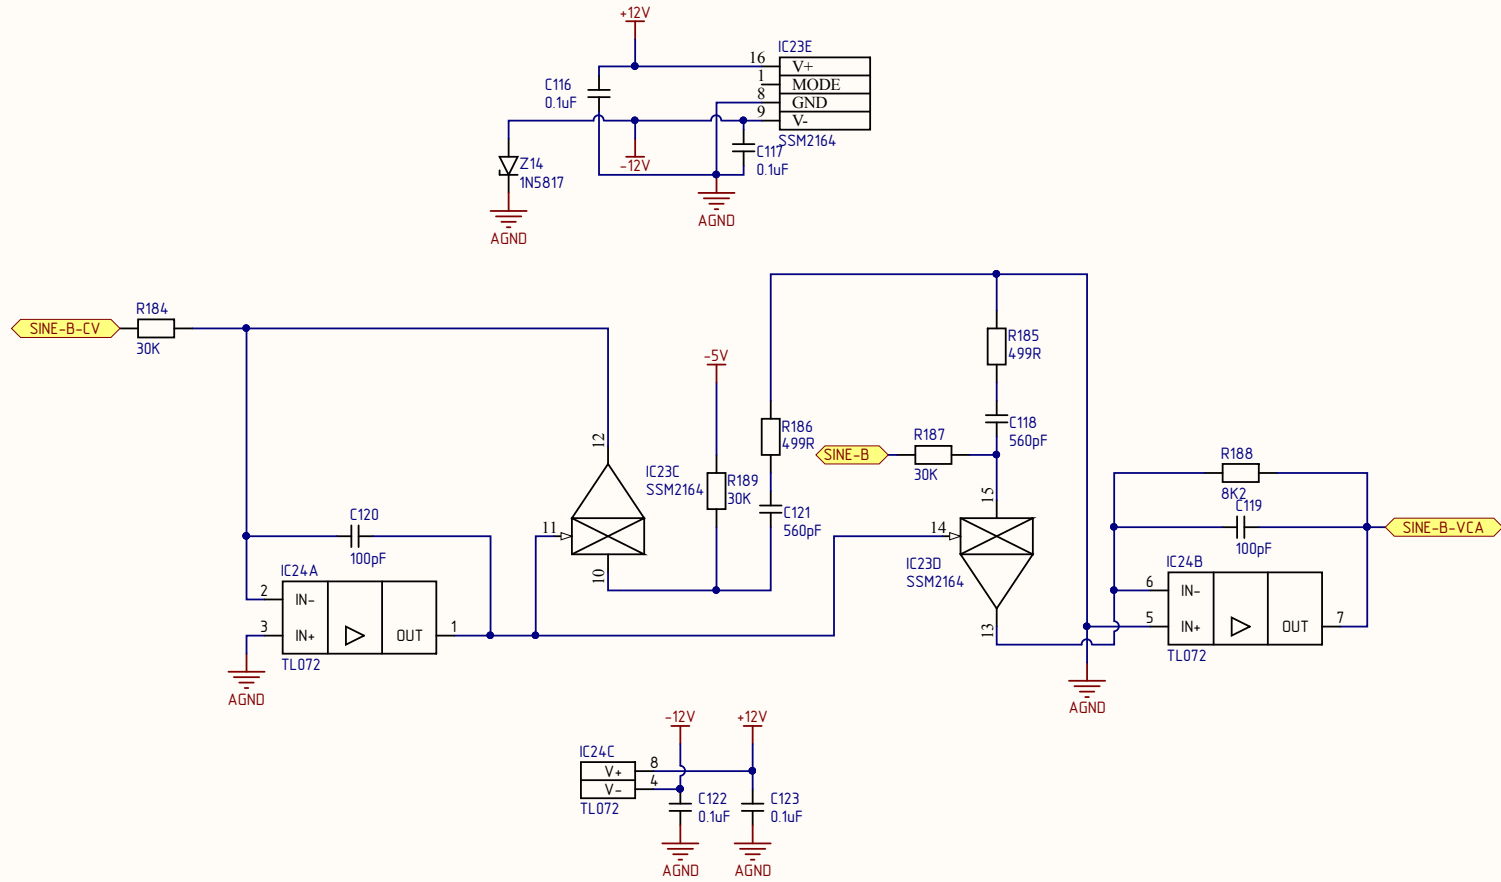 +12V
IC23E
16
V+
1
MODE
8
GND
9
V-
SSM2164
C116
0.1uF
-12V
C117
0.1uF
Z14
1N5817
AGND
AGND
SINE-B-CV
R184
30K
-5V
R185
499R
R186
499R
C118
560pF
SINE-B
R187
30K
R188
8K2
12
IC23C
SSM2164
R189
30K
C121
560pF
15
C119
100pF
SINE-B-VCA
C120
100pF
11
10
14
IC23D
SSM2164
13
IC24A
2
IN-
3
IN+
OUT
1
TL072
AGND
IC24B
6
IN-
5
IN+
OUT
7
TL072
AGND
-12V
+12V
IC24C
V+
8
V-
4
TL072
C122
0.1uF
C123
0.1uF
AGND
AGND